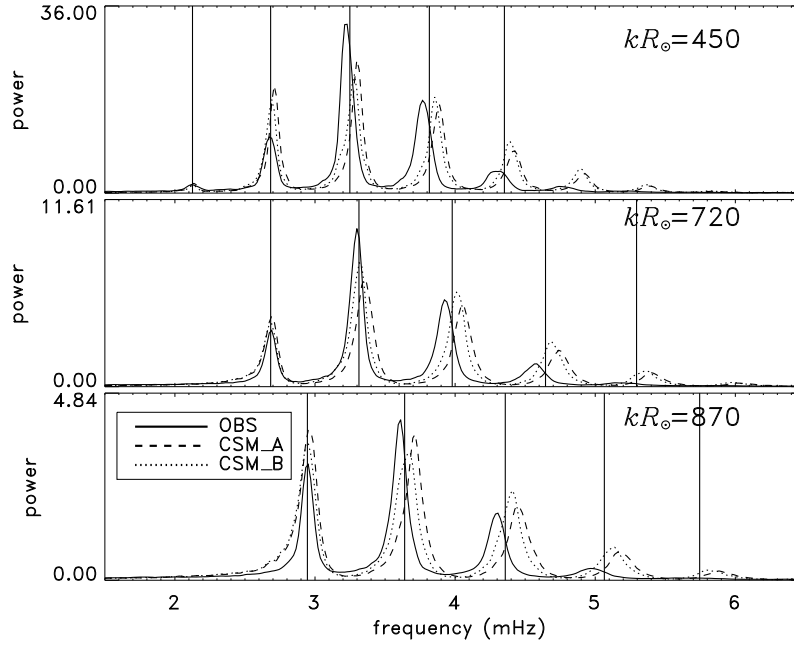 36.00
kR⊙=450
power
0.00
11.61
kR⊙=720
power
0.00
4.84
kR⊙=870
OBS
CSM_A
CSM_B
power
0.00
2 3 4 5 6
frequency (mHz)